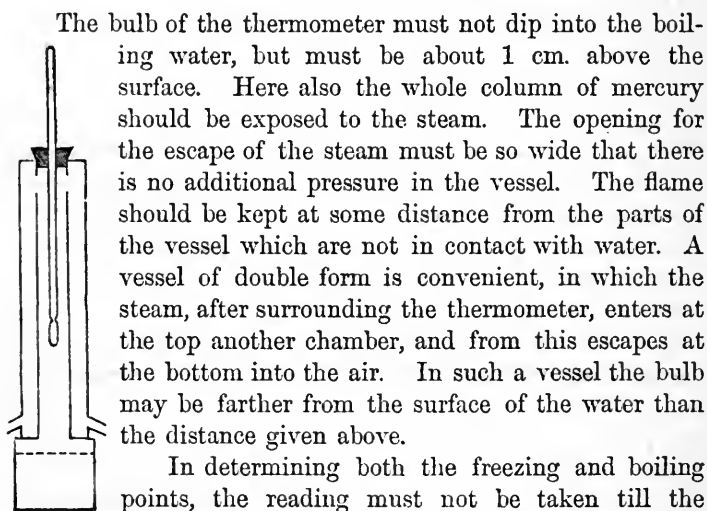 The bulb of the thermometer must not dip into the boil-
ing water, but must be about 1 cm. above the
surface. Here also the whole column of mercury
should be exposed to the steam. The opening for
the escape of the steam must be so wide that there
is no additional pressure in the vessel. The flame
should be kept at some distance from the parts of
the vessel which are not in contact with water. A
vessel of double form is convenient, in which the
steam, after surrounding the thermometer, enters at
the top another chamber, and from this escapes at
the bottom into the air. In such a vessel the bulb
may be farther from the surface of the water than
the distance given above.
In determining both the freezing and boiling
points, the reading must not be taken till the